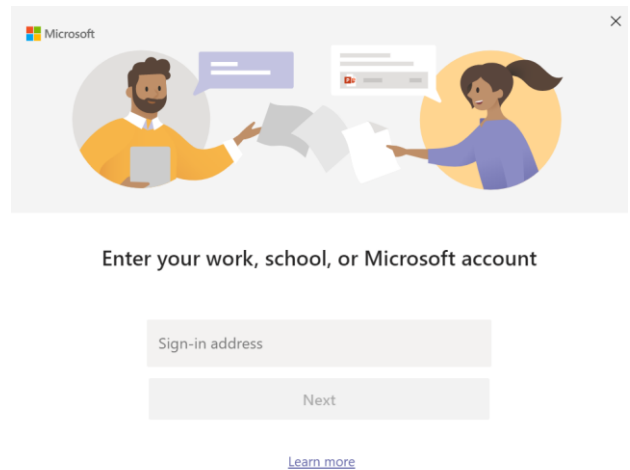 Microsoft
Enter your work, school, or Microsoft account
Sign-in address
Next
Learn more